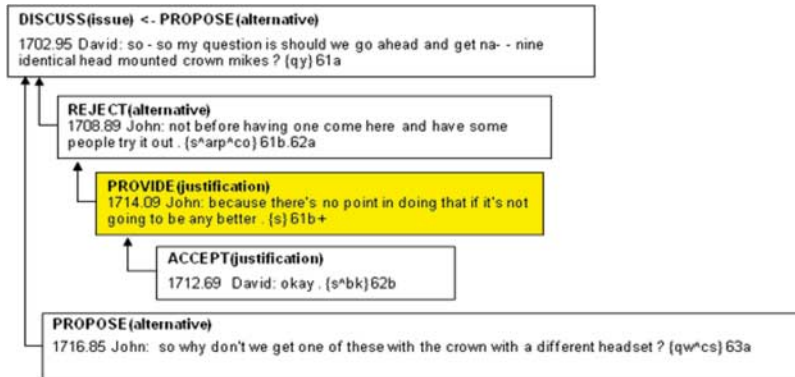 DISCUSS(issue) <- PROPOSE(alternative)
1702.95 David: so - so my question is should we go ahead and get na- - nine
identical head mounted crown mikes ? {qy} 61a
REJECT(alternative)
1708.89 John: not before having one come here and have some
people try it out . {s^arp^co} 61b.62a
PROVIDE(justification)
1714.09 John: because there's no point in doing that if it's not
going to be any better . {s} 61b+
ACCEPT(justification)
1712.69 David: okay . {s^bk} 62b
PROPOSE(alternative)
1716.85 John: so why don't we get one of these with the crown with a different headset ? {qw^cs} 63a